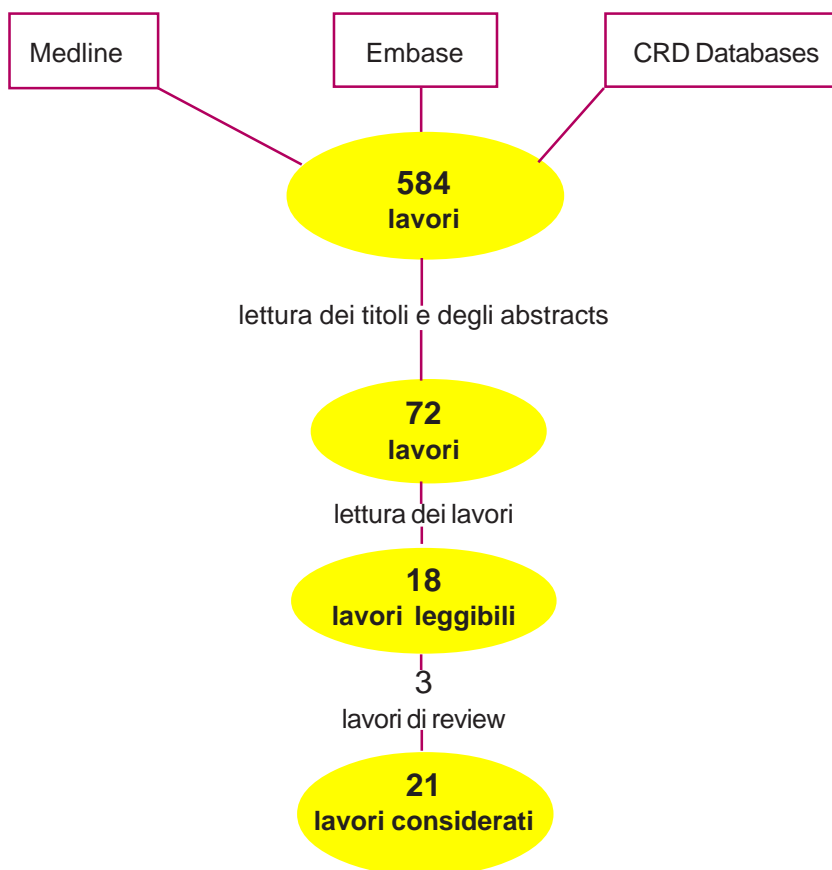 Medline
Embase
CRD Databases
584
lavori
lettura dei titoli e degli abstracts
72
lavori
lettura dei lavori
18
lavori leggibili
3
lavori di review
21
lavori considerati